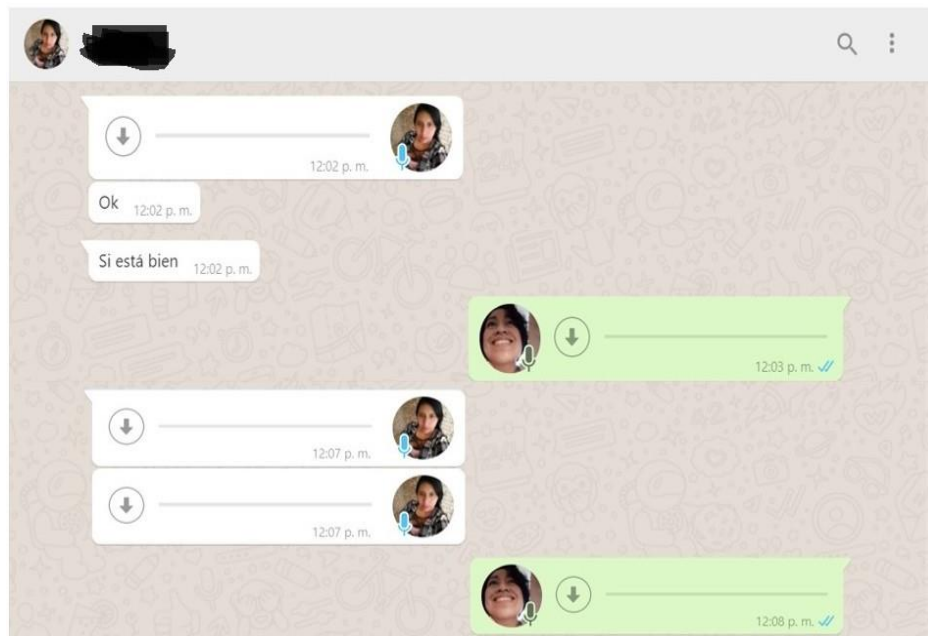 12:02 p. m.
Ok 12:02 p. m.
Si está bien 12:02 p. m.
12:03 p. m.
12:07 p. m.
12:07 p. m.
12:08 p. m.